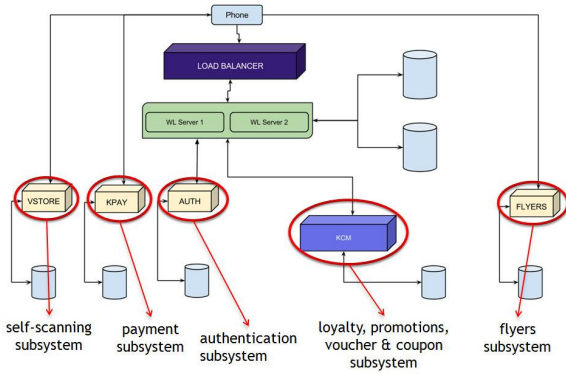 Phone
LOAD BALANCER
WL Server 1
WL Server 2
VSTORE
KPAY
AUTH
KCM
FLYERS
self-scanning
subsystem
payment
subsystem
authentication
subsystem
loyalty, promotions,
voucher & coupon
subsystem
flyers
subsystem